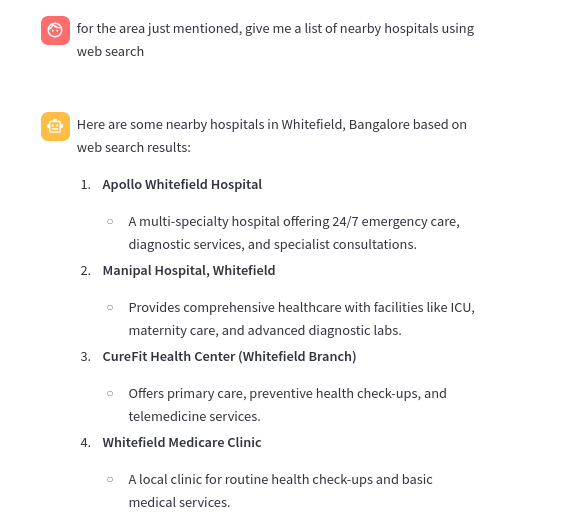 for the area just mentioned, give me a list of nearby hospitals using
web search
Here are some nearby hospitals in Whitefield, Bangalore based on
web search results:
1. Apollo Whitefield Hospital
○ A multi-specialty hospital offering 24/7 emergency care,
diagnostic services, and specialist consultations.
2. Manipal Hospital, Whitefield
○ Provides comprehensive healthcare with facilities like ICU,
maternity care, and advanced diagnostic labs.
3. CureFit Health Center (Whitefield Branch)
○ Offers primary care, preventive health check-ups, and
telemedicine services.
4. Whitefield Medicare Clinic
○ A local clinic for routine health check-ups and basic
medical services.